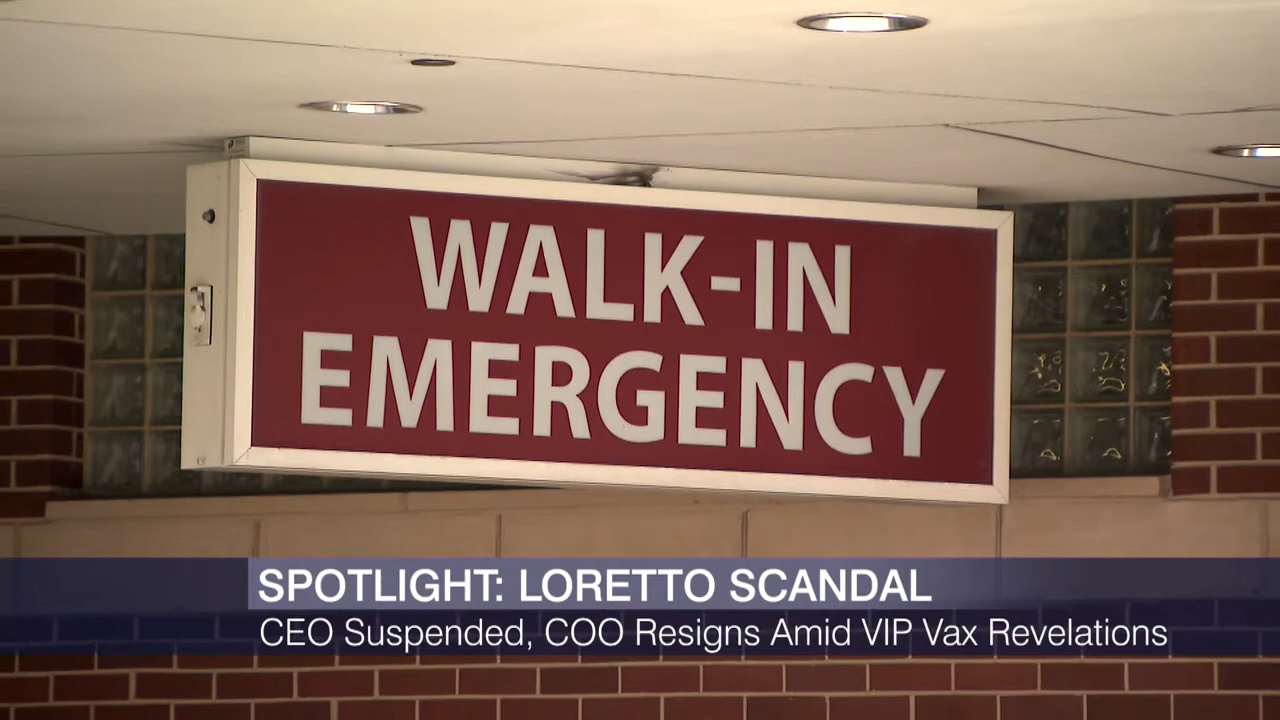 WALK-IN
EMERGENCY
SPOTLIGHT: LORETTO SCANDAL
CEO Suspended, COO Resigns Amid VIP Vax Revelations